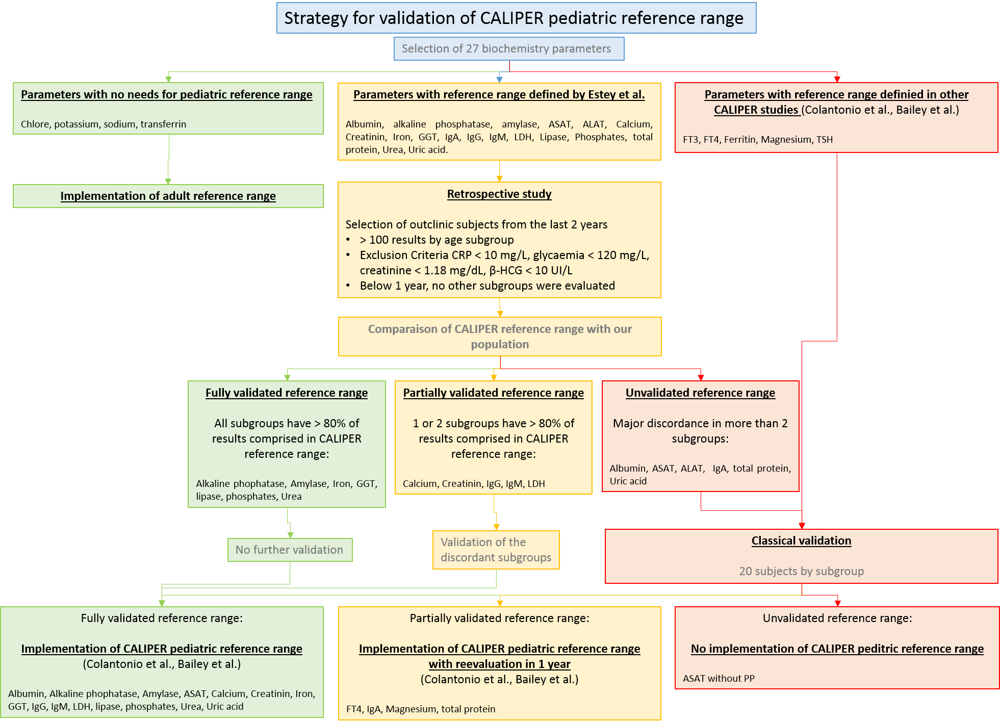 Strategy for validation of CALIPER pediatric reference range
Selection of 27 biochemistry parameters
Parameters with no needs for pediatric reference range
Chlore, potassium, sodium, transferrin
Parameters with reference range defined by Estey et al.
Albumin, alkaline phosphatase, amylase, ASAT, ALAT, Calcium,
Creatinin, Iron, GGT, IgA, IgG, IgM, LDH, Lipase, Phosphates, total
protein, Urea, Uric acid.
Parameters with reference range definied in other
CALIPER studies (Colantonio et al., Bailey et al.)
FT3, FT4, Ferritin, Magnesium, TSH
Implementation of adult reference range
Retrospective study
Selection of outclinic subjects from the last 2 years
• > 100 results by age subgroup
• Exclusion Criteria CRP < 10 mg/L, glycaemia < 120 mg/L,
creatinine < 1.18 mg/dL, β-HCG < 10 UI/L
• Below 1 year, no other subgroups were evaluated
Comparaison of CALIPER reference range with our
population
Fully validated reference range
All subgroups have > 80% of
results comprised in CALIPER
reference range:
Alkaline phophatase, Amylase, Iron, GGT,
lipase, phosphates, Urea
Partially validated reference range
1 or 2 subgroups have > 80% of
results comprised in CALIPER
reference range:
Calcium, Creatinin, IgG, IgM, LDH
Unvalidated reference range
Major discordance in more than 2
subgroups:
Albumin, ASAT, ALAT, IgA, total protein,
Uric acid
No further validation
Validation of the
discordant subgroups
Classical validation
20 subjects by subgroup
Fully validated reference range:
Implementation of CALIPER pediatric reference range
(Colantonio et al., Bailey et al.)
Albumin, Alkaline phophatase, Amylase, ASAT, Calcium, Creatinin, Iron,
GGT, IgG, IgM, LDH, lipase, phosphates, Urea, Uric acid
Partially validated reference range:
Implementation of CALIPER pediatric reference range
with reevaluation in 1 year
(Colantonio et al., Bailey et al.)
FT4, IgA, Magnesium, total protein
Unvalidated reference range:
No implementation of CALIPER peditric reference range
ASAT without PP